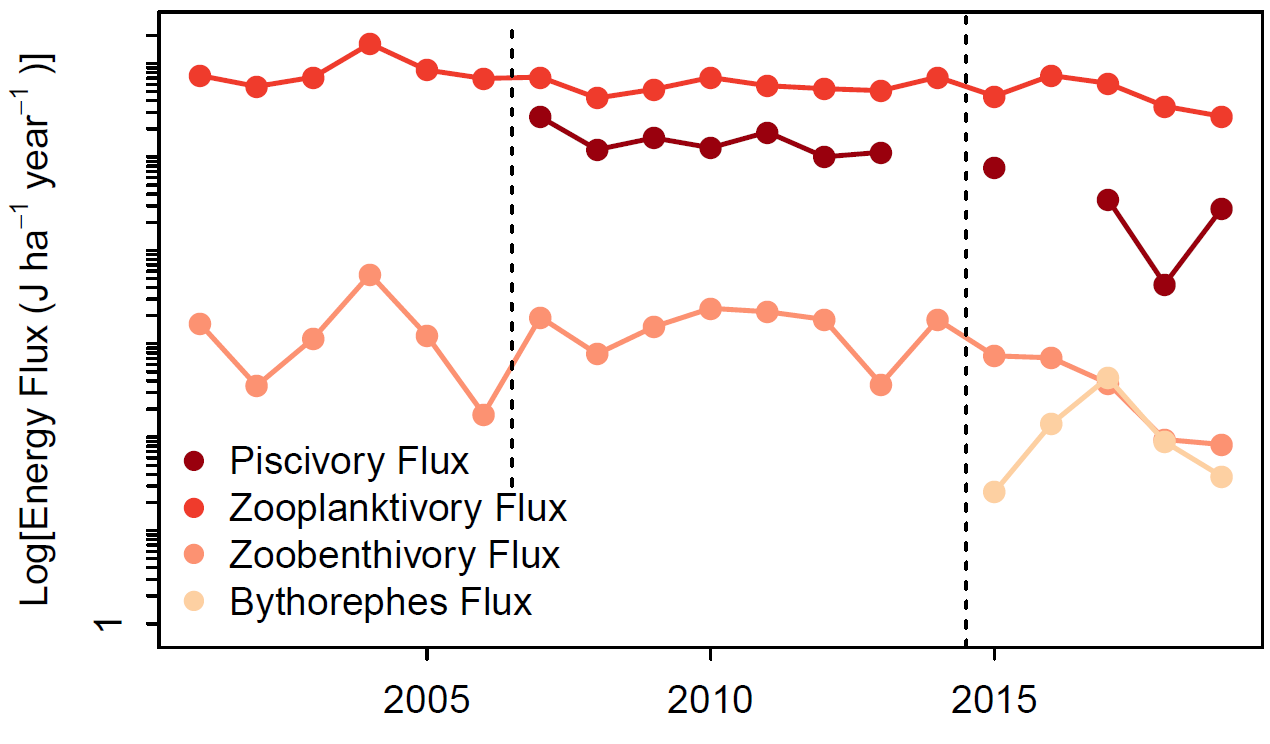 Log[Energy Flux (J ha⁻¹ year⁻¹)]
1
Piscivory Flux
Zooplanktivory Flux
Zoobenthivory Flux
Bythorephes Flux
2005
2010
2015